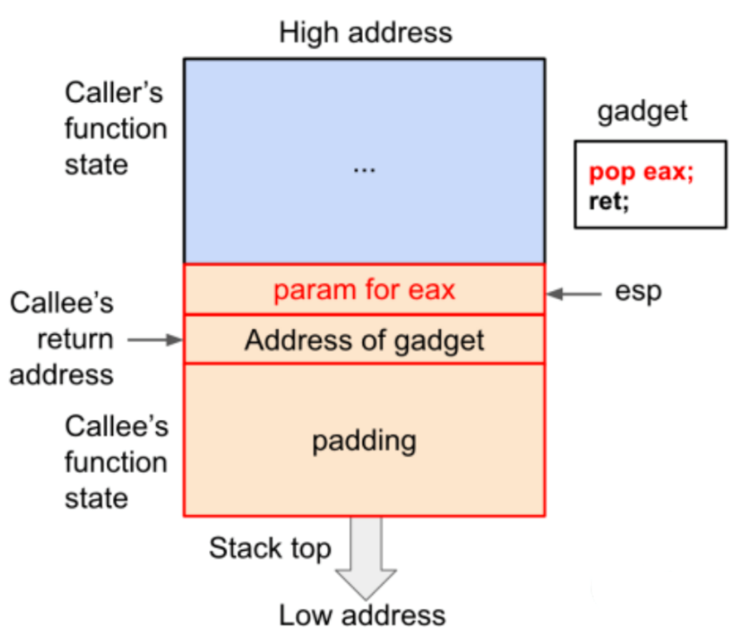 High address
Caller's
function
state
...
gadget
pop eax;
ret;
param for eax
esp
Callee's
return
address
Address of gadget
Callee's
function
state
padding
Stack top
Low address